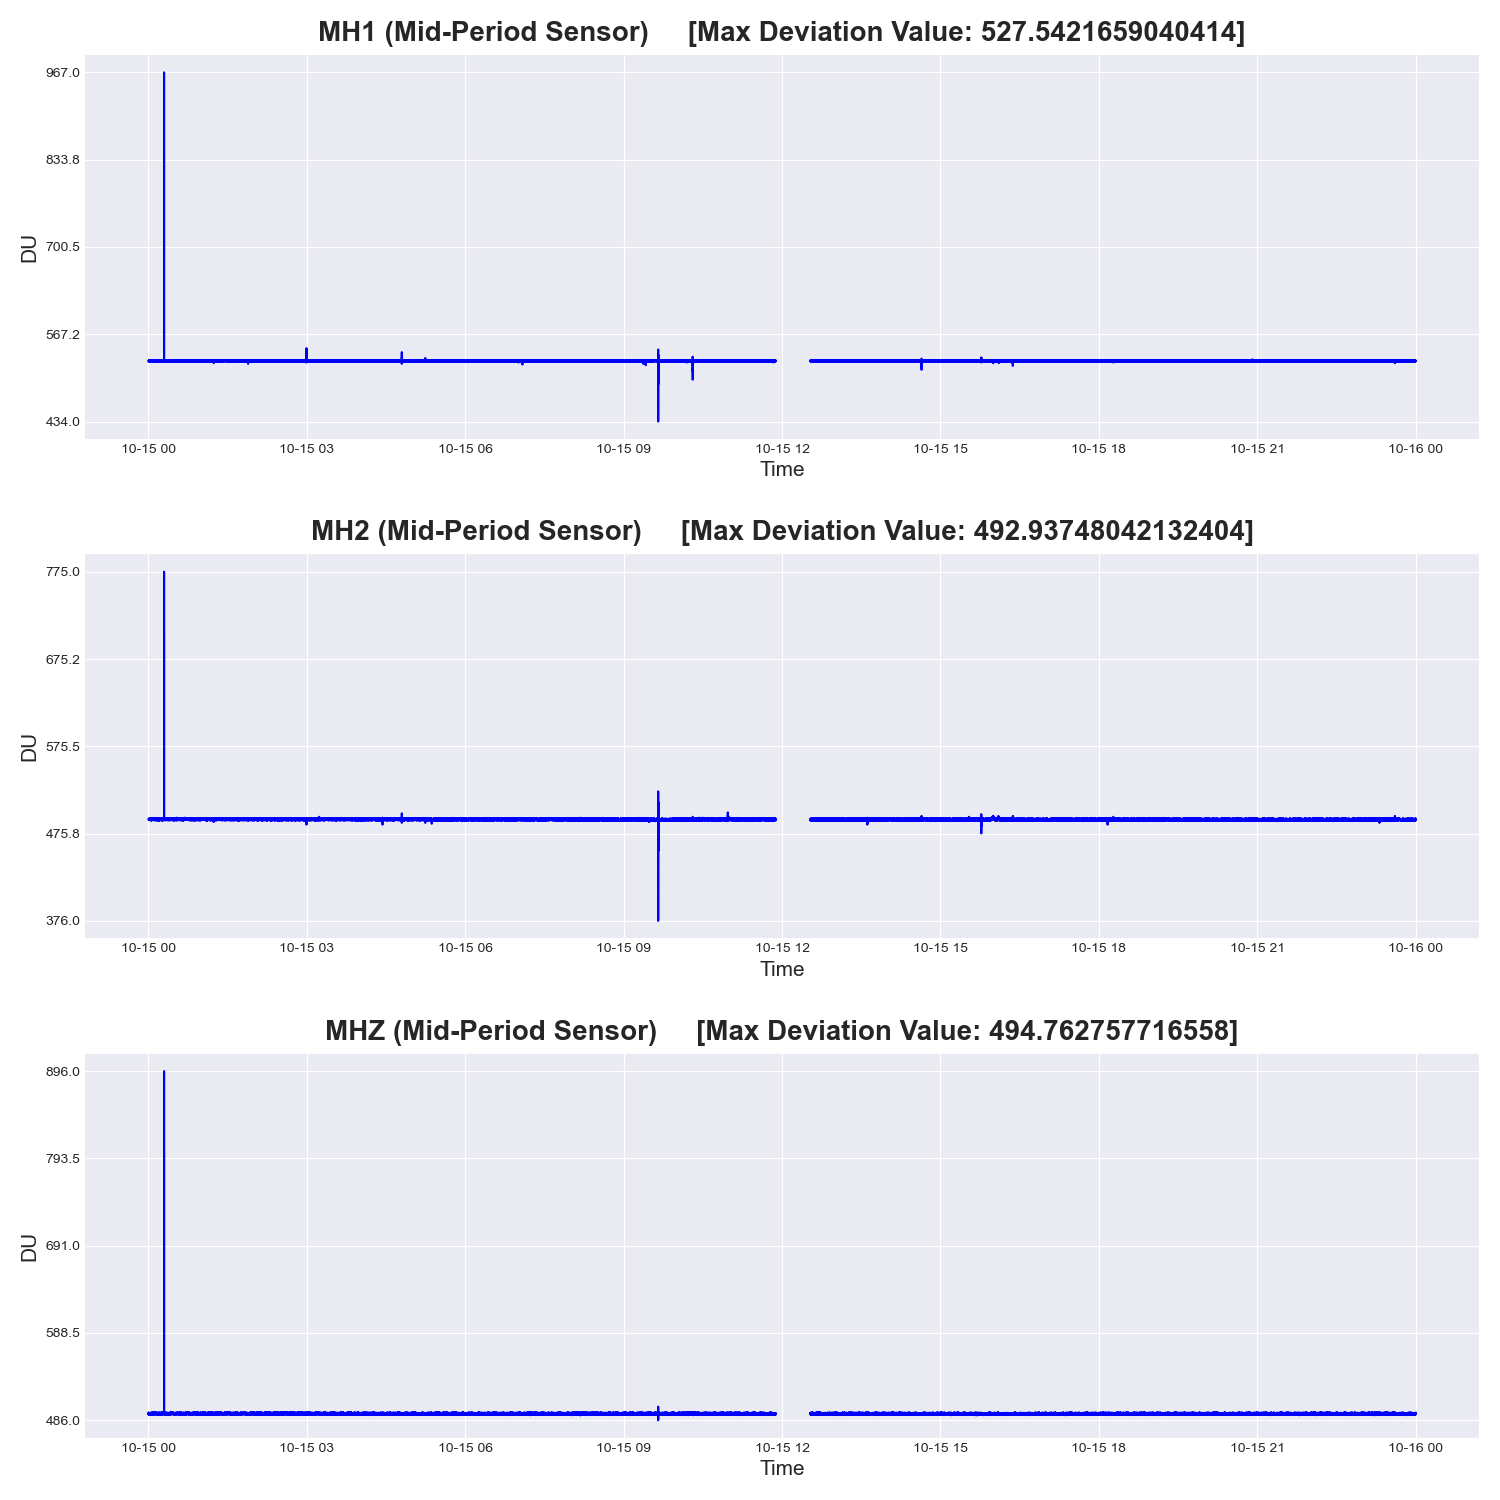 MH1 (Mid-Period Sensor) [Max Deviation Value: 527.5421659040414]
967.0
833.8
700.5
567.2
434.0
DU
10-15 00 10-15 03 10-15 06 10-15 09 10-15 12 10-15 15 10-15 18 10-15 21 10-16 00
Time
MH2 (Mid-Period Sensor) [Max Deviation Value: 492.93748042132404]
775.0
675.2
575.5
475.8
376.0
DU
10-15 00 10-15 03 10-15 06 10-15 09 10-15 12 10-15 15 10-15 18 10-15 21 10-16 00
Time
MHZ (Mid-Period Sensor) [Max Deviation Value: 494.762757716558]
896.0
793.5
691.0
588.5
486.0
DU
10-15 00 10-15 03 10-15 06 10-15 09 10-15 12 10-15 15 10-15 18 10-15 21 10-16 00
Time